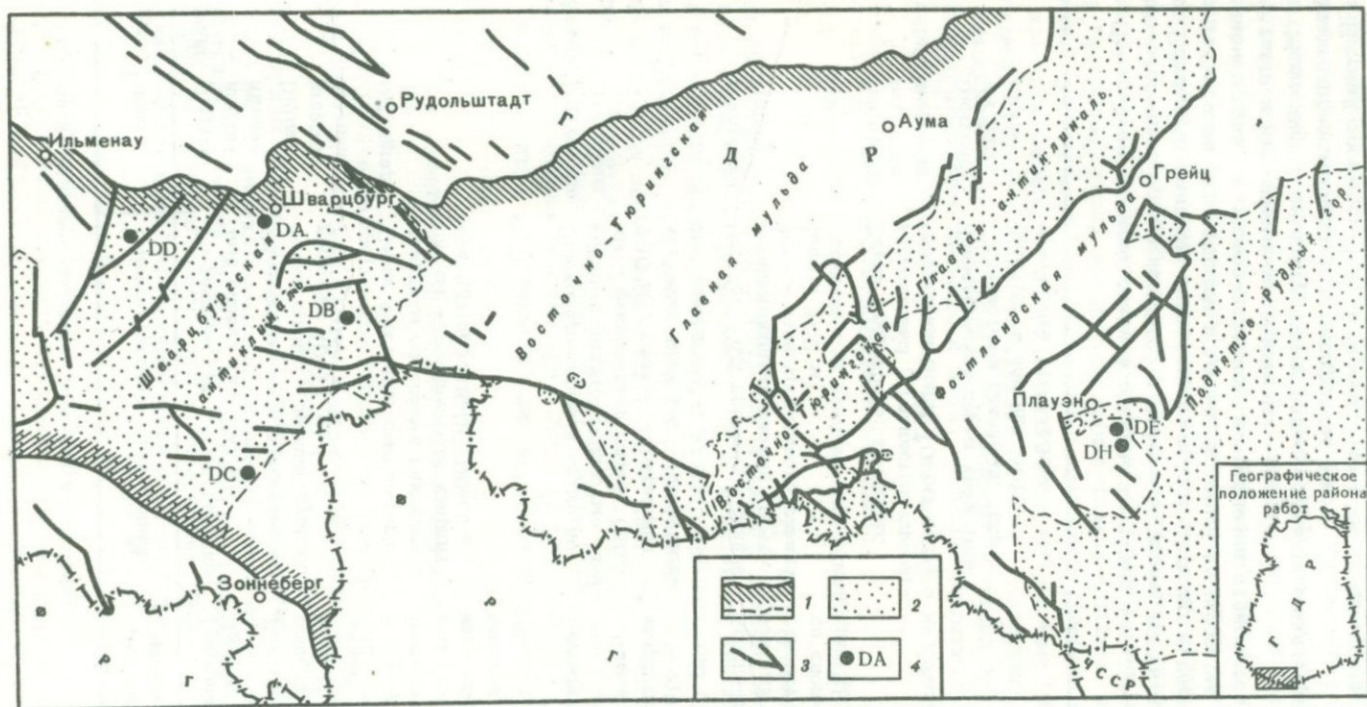 Рудольштадт
Ильменау
Г
Д
Р
Аума
Грейц
Шварцбург
DA
DD
DB
DC
Шварцбургская
антиклиналь
Восточно-Тюрингская
Главная мульда
Восточно-Тюрингская Главная антиклиналь
Фогтландская мульда
Поднятие Рудных гор
Плауэн
DE
DH
Зоннеберг
в
р
г
в
р
г
ЧССР
1
2
3
DA 4
Географическое
положение района
работ
Г Д Р